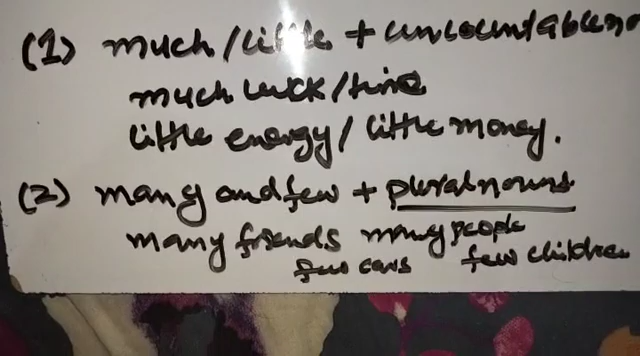 (1) much/little + uncountable no
much luck/time
little energy/little money.
(2) many and few + plural nouns
many friends many people
few cars few children